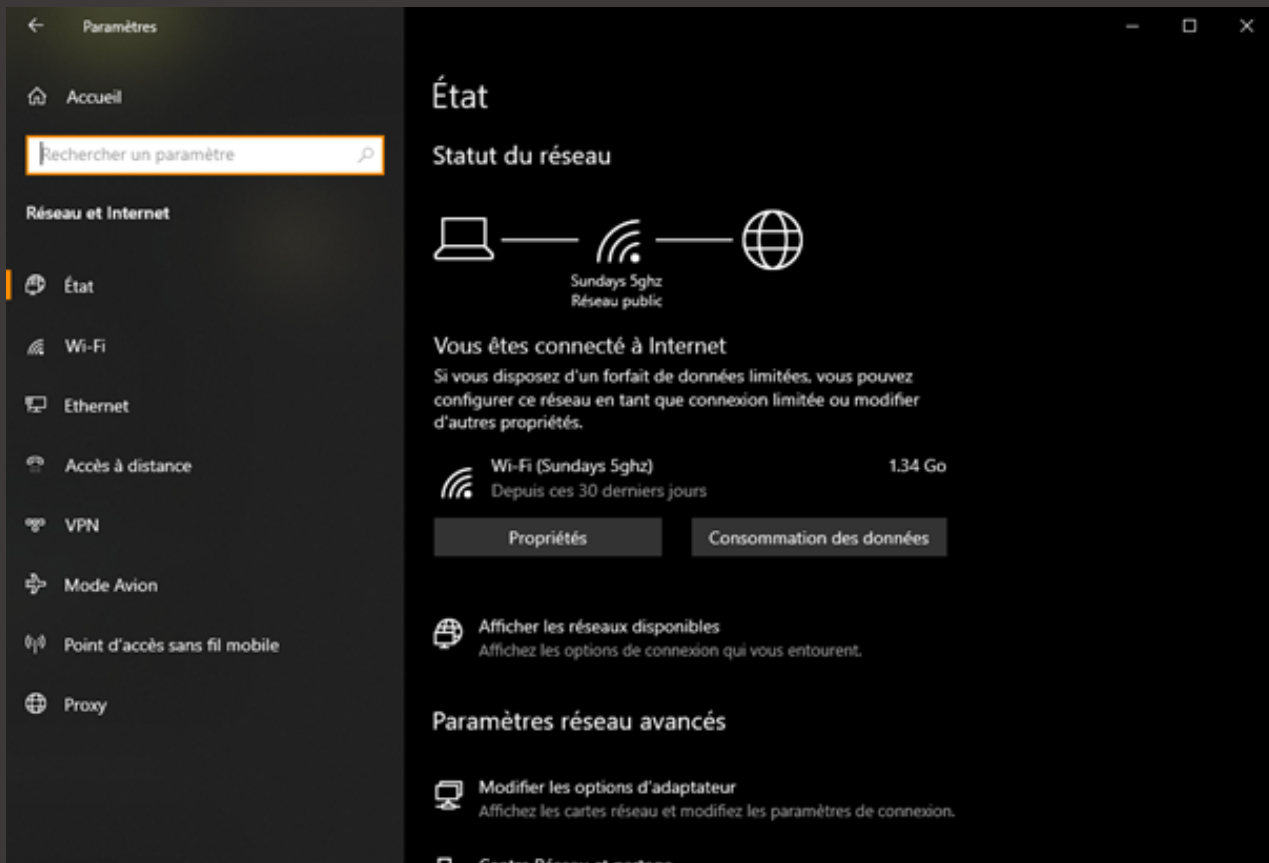 Paramètres
Accueil
Rechercher un paramètre
Réseau et Internet
État
Wi-Fi
Ethernet
Accès à distance
VPN
Mode Avion
Point d'accès sans fil mobile
Proxy
État
Statut du réseau
Sundays 5ghz
Réseau public
Vous êtes connecté à Internet
Si vous disposez d'un forfait de données limitées, vous pouvez
configurer ce réseau en tant que connexion limitée ou modifier
d'autres propriétés.
Wi-Fi (Sundays 5ghz) 1.34 Go
Depuis ces 30 derniers jours
Propriétés Consommation des données
Afficher les réseaux disponibles
Affichez les options de connexion qui vous entourent.
Paramètres réseau avancés
Modifier les options d'adaptateur
Affichez les cartes réseau et modifiez les paramètres de connexion.
Centre Réseau et partage